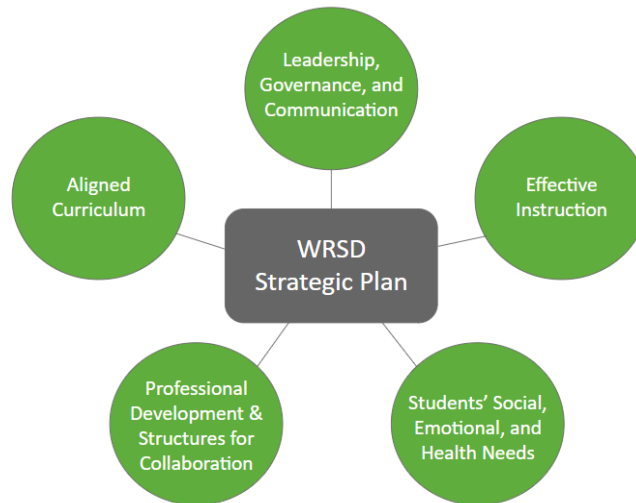 Leadership,
Governance, and
Communication
Aligned
Curriculum
Effective
Instruction
WRSD
Strategic Plan
Professional
Development &
Structures for
Collaboration
Students’ Social,
Emotional, and
Health Needs